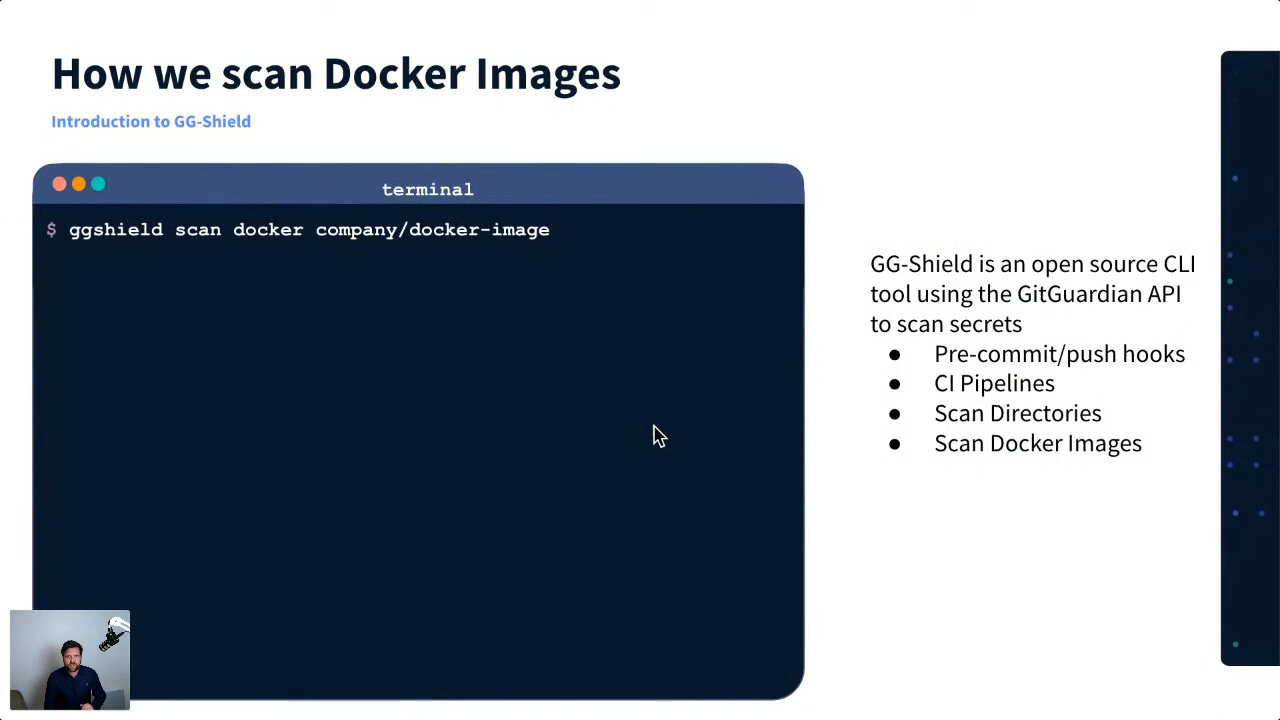 How we scan Docker Images
Introduction to GG-Shield
terminal
$ ggshield scan docker company/docker-image
GG-Shield is an open source CLI
tool using the GitGuardian API
to scan secrets
● Pre-commit/push hooks
● CI Pipelines
● Scan Directories
● Scan Docker Images